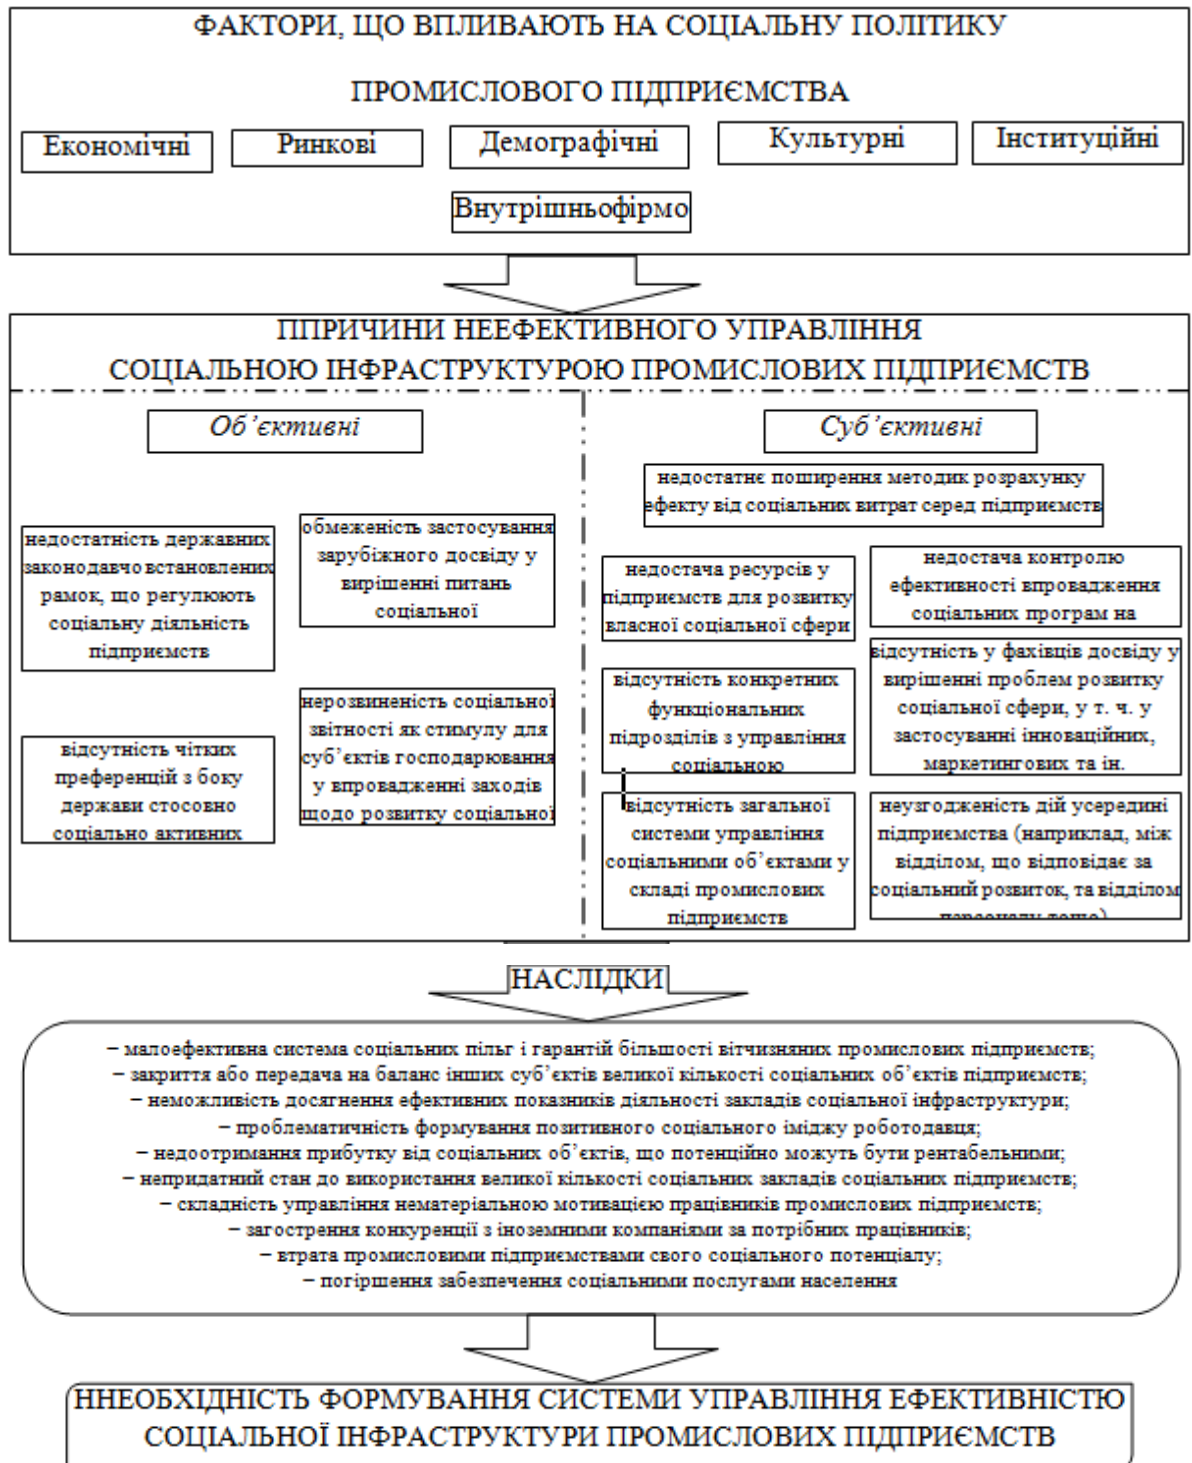 ФАКТОРИ, ЩО ВПЛИВАЮТЬ НА СОЦІАЛЬНУ ПОЛІТИКУ
ПРОМИСЛОВОГО ПІДПРИЄМСТВА
Економічні
Ринкові
Демографічні
Культурні
Інституційні
Внутрішньофірмо
ППРИЧИНИ НЕЕФЕКТИВНОГО УПРАВЛІННЯ
СОЦІАЛЬНОЮ ІНФРАСТРУКТУРОЮ ПРОМИСЛОВИХ ПІДПРИЄМСТВ
Об’єктивні
недостатність державних
законодавчо встановлених
рамок, що регулюють
соціальну діяльність
підприємств
обмеженість застосування
зарубіжного досвіду у
вирішенні питань
соціальної
відсутність чітких
преференцій з боку
держави стосовно
соціально активних
нерозвиненість соціальної
звітності як стимулу для
суб’єктів господарювання
у впровадженні заходів
щодо розвитку соціальної
Суб’єктивні
недостатнє поширення методик розрахунку
ефекту від соціальних витрат серед підприємств
недостача ресурсів у
підприємств для розвитку
власної соціальної сфери
недостача контролю
ефективності впровадження
соціальних програм на
відсутність конкретних
функціональних
підрозділів з управління
соціальною
відсутність у фахівців досвіду у
вирішенні проблем розвитку
соціальної сфери, у т. ч. у
застосуванні інноваційних,
маркетингових та ін.
відсутність загальної
системи управління
соціальними об’єктами у
складі промислових
підприємств
неузгодженість дій усередині
підприємства (наприклад, між
відділом, що відповідає за
соціальний розвиток, та відділом
персоналу тощо)
НАСЛІДКИ
– малоефективна система соціальних пільг і гарантій більшості вітчизняних промислових підприємств;
– закриття або передача на баланс інших суб’єктів великої кількості соціальних об’єктів підприємств;
– неможливість досягнення ефективних показників діяльності закладів соціальної інфраструктури;
– проблематичність формування позитивного соціального іміджу роботодавця;
– недоотримання прибутку від соціальних об’єктів, що потенційно можуть бути рентабельними;
– непридатний стан до використання великої кількості соціальних закладів соціальних підприємств;
– складність управління нематеріальною мотивацією працівників промислових підприємств;
– загострення конкуренції з іноземними компаніями за потрібних працівників;
– втрата промисловими підприємствами свого соціального потенціалу;
– погіршення забезпечення соціальними послугами населення
ННЕОБХІДНІСТЬ ФОРМУВАННЯ СИСТЕМИ УПРАВЛІННЯ ЕФЕКТИВНІСТЮ
СОЦІАЛЬНОЇ ІНФРАСТРУКТУРИ ПРОМИСЛОВИХ ПІДПРИЄМСТВ